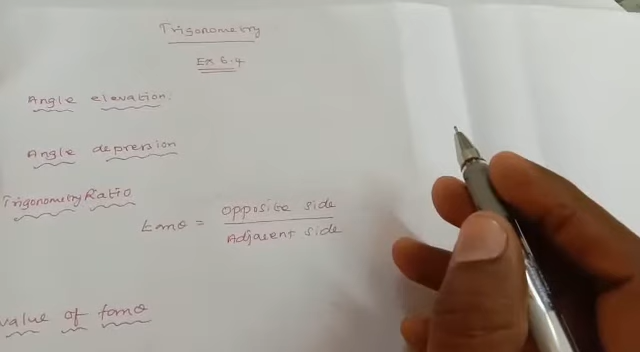 Trigonometry
Ex 6.4
Angle elevation:
Angle depression
Trigonometry Ratio
tanθ = opposite side
Adjacent side
value of tanθ